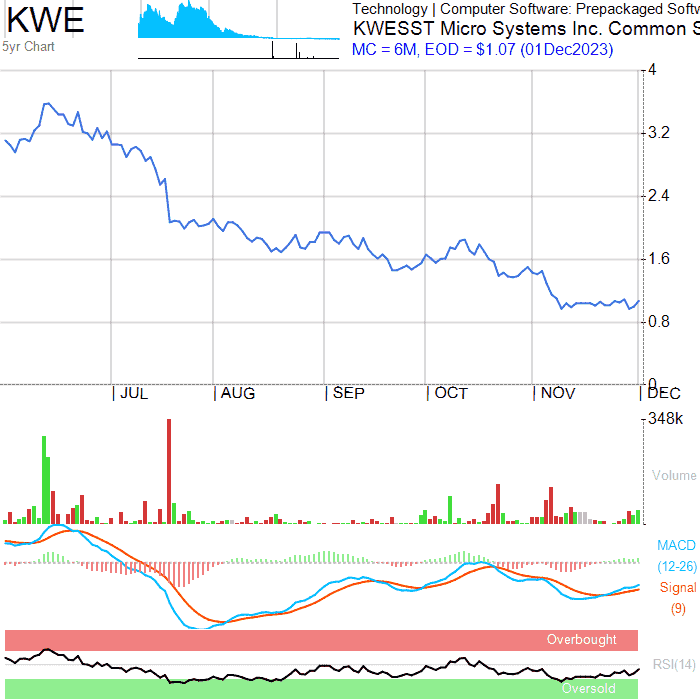 KWE
5yr Chart
Technology | Computer Software: Prepackaged Softw
KWESST Micro Systems Inc. Common S
MC = 6M, EOD = $1.07 (01Dec2023)
4
3.2
2.4
1.6
0.8
0
| JUL | AUG | SEP | OCT | NOV | DEC
348k
Volume
MACD
(12-26)
Signal
(9)
Overbought
RSI(14)
Oversold